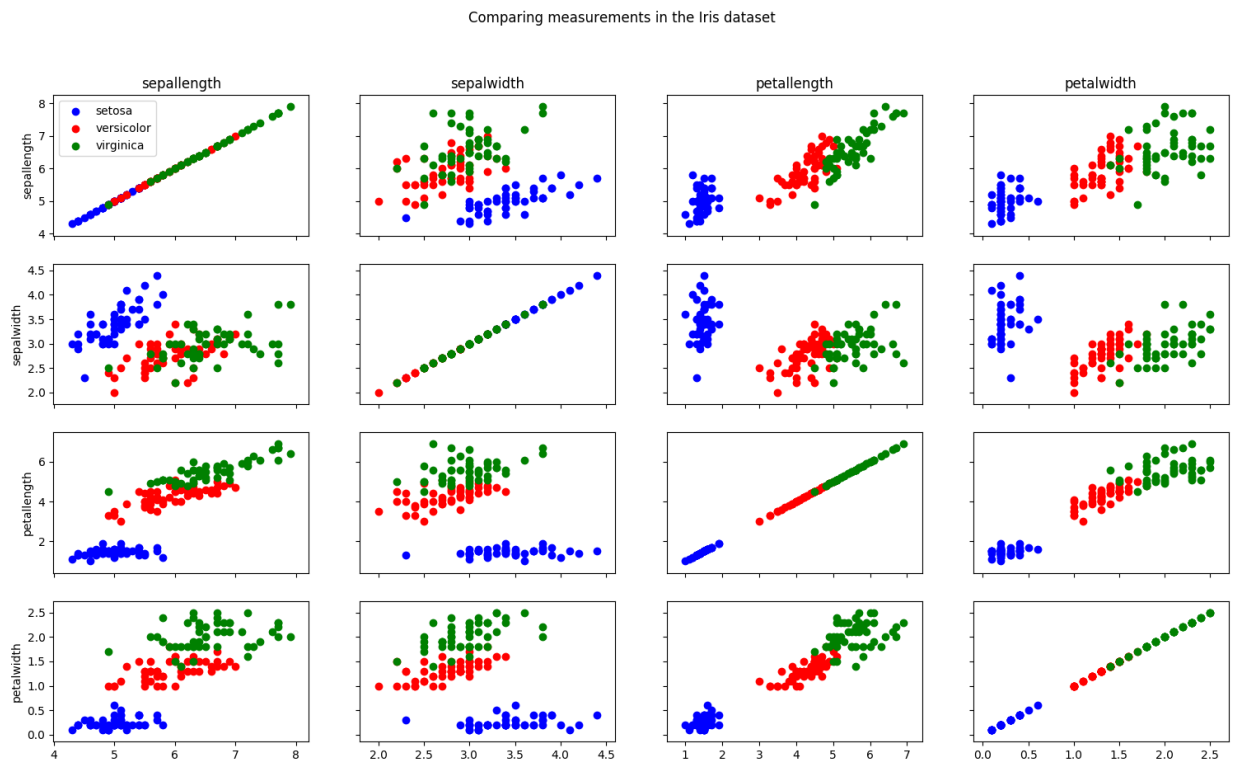 Comparing measurements in the Iris dataset
sepallength sepalwidth petallength petalwidth
setosa
versicolor
virginica
sepallength
8
7
6
5
4
sepalwidth
4.5
4.0
3.5
3.0
2.5
2.0
petallength
6
4
2
petalwidth
2.5
2.0
1.5
1.0
0.5
0.0
4 5 6 7 8 2.0 2.5 3.0 3.5 4.0 4.5 1 2 3 4 5 6 7 0.0 0.5 1.0 1.5 2.0 2.5